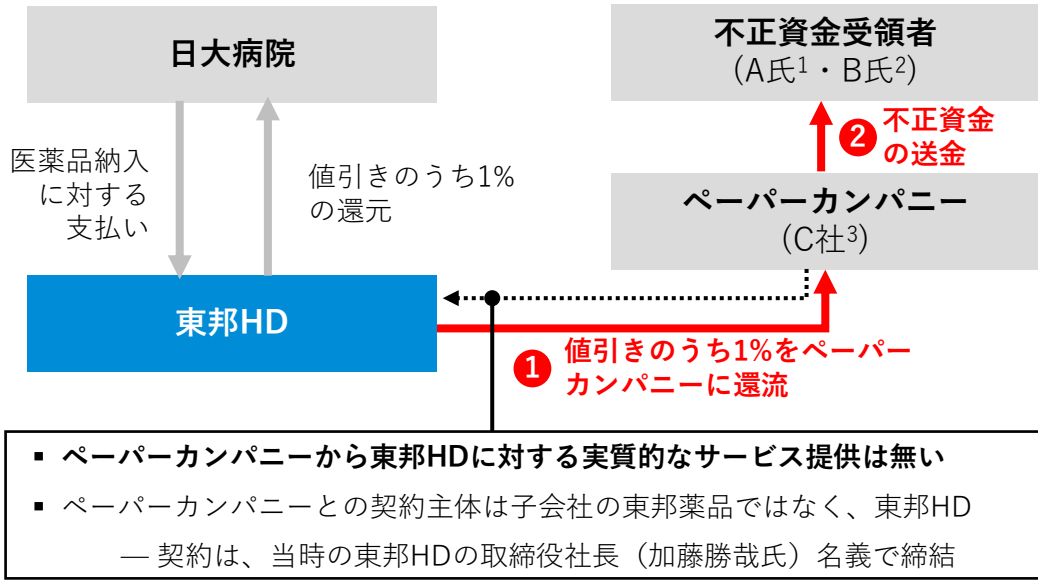 日大病院
不正資金受領者
（A氏1・B氏2）
医薬品納入
に対する
支払い
値引きのうち1%
の還元
2 不正資金
の送金
ペーパーカンパニー
（C社3）
東邦HD
1 値引きのうち1%をペーパー
カンパニーに還流
▪ ペーパーカンパニーから東邦HDに対する実質的なサービス提供は無い
▪ ペーパーカンパニーとの契約主体は子会社の東邦薬品ではなく、東邦HD
— 契約は、当時の東邦HDの取締役社長（加藤勝哉氏）名義で締結